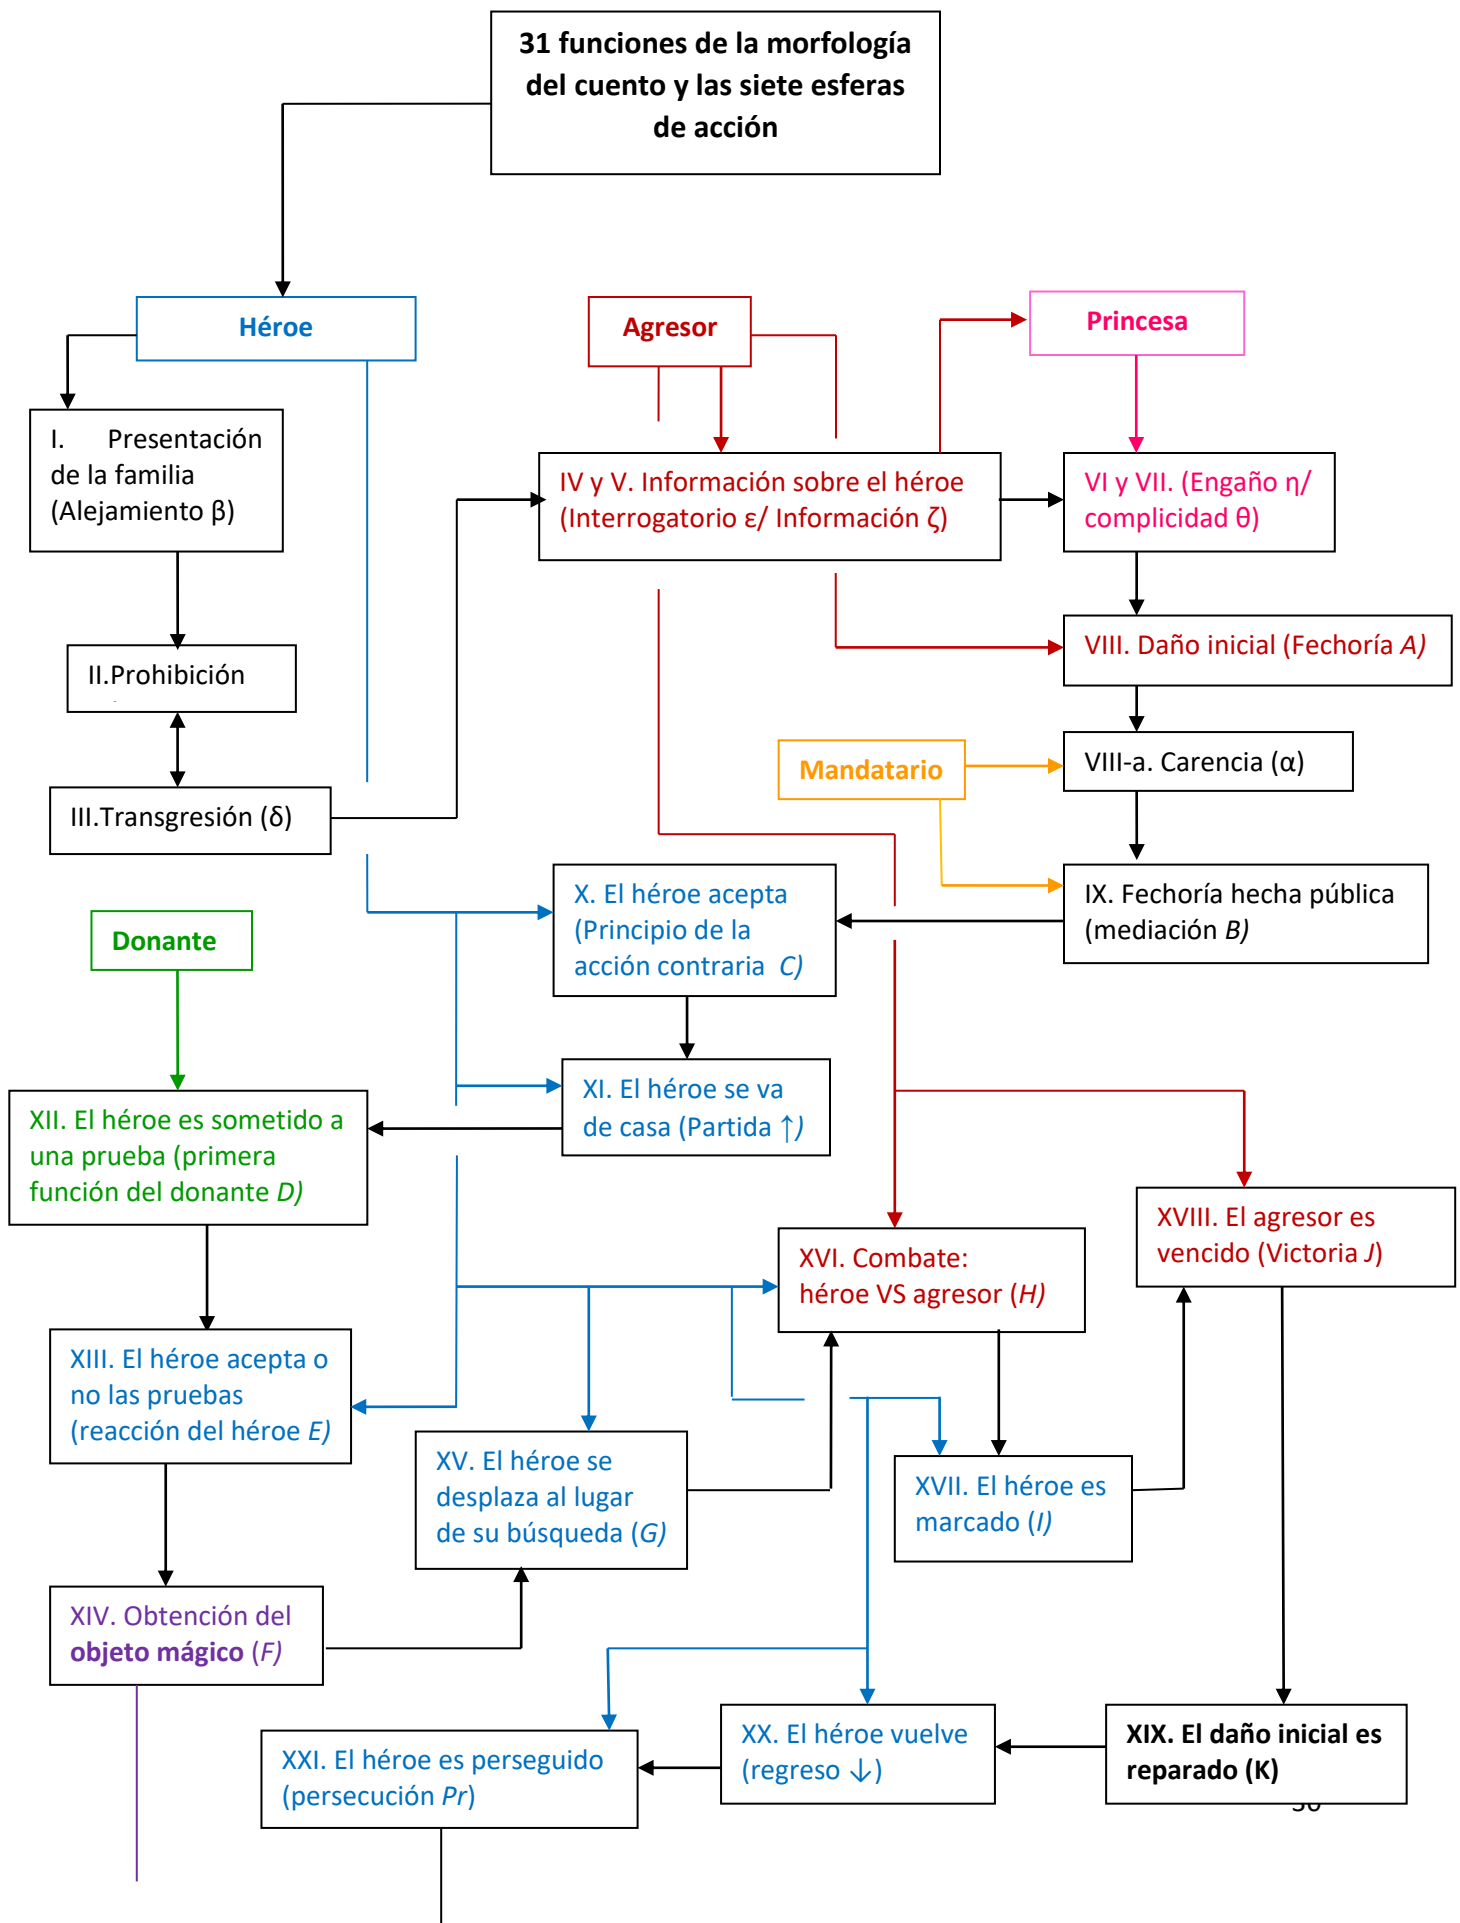 31 funciones de la morfología
del cuento y las siete esferas
de acción
Héroe
Agresor
Princesa
I. Presentación
de la familia
(Alejamiento β)
IV y V. Información sobre el héroe
(Interrogatorio ε/ Información ζ)
VI y VII. (Engaño η/
complicidad θ)
II.Prohibición
VIII. Daño inicial (Fechoría A)
Mandatario
VIII-a. Carencia (α)
III.Transgresión (δ)
X. El héroe acepta
(Principio de la
acción contraria C)
IX. Fechoría hecha pública
(mediación B)
Donante
XI. El héroe se va
de casa (Partida ↑)
XII. El héroe es sometido a
una prueba (primera
función del donante D)
XVIII. El agresor es
vencido (Victoria J)
XVI. Combate:
héroe VS agresor (H)
XIII. El héroe acepta o
no las pruebas
(reacción del héroe E)
XV. El héroe se
desplaza al lugar
de su búsqueda (G)
XVII. El héroe es
marcado (I)
XIV. Obtención del
objeto mágico (F)
XXI. El héroe es perseguido
(persecución Pr)
XX. El héroe vuelve
(regreso ↓)
XIX. El daño inicial es
reparado (K)